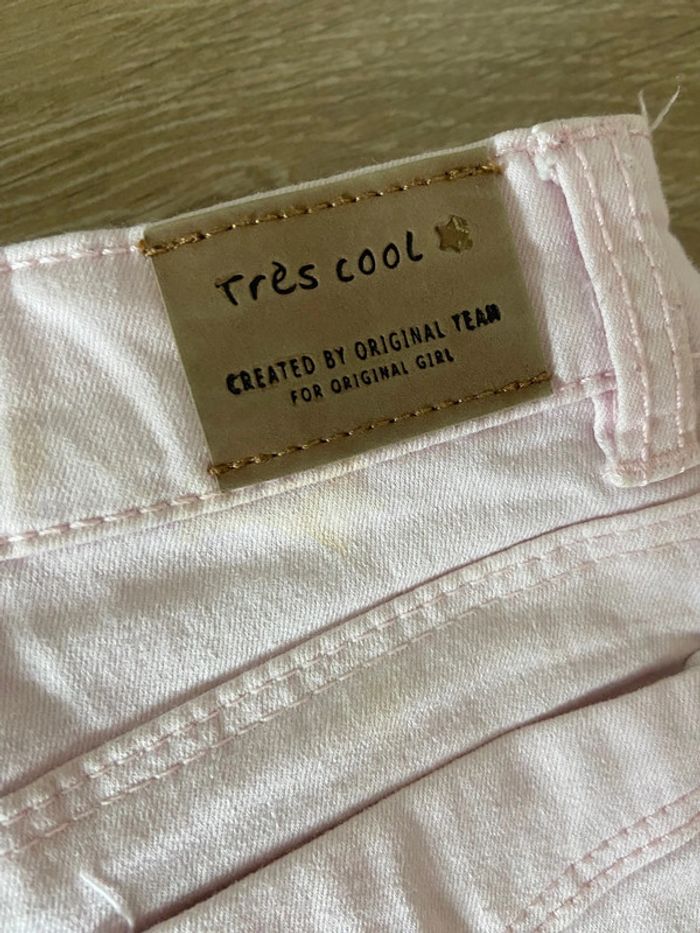 Très cool
CREATED BY ORIGINAL TEAM
FOR ORIGINAL GIRL